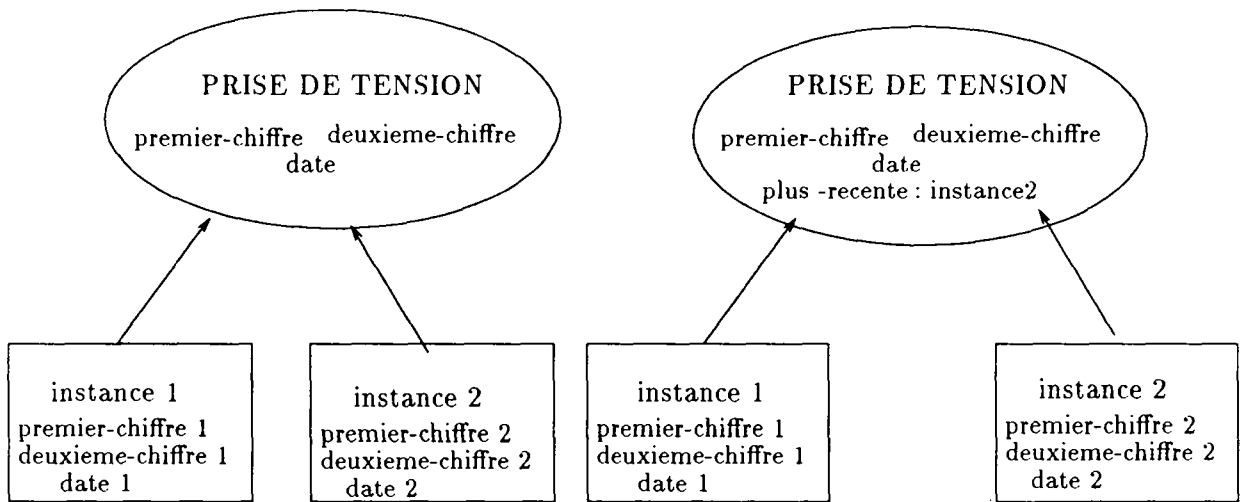 PRISE DE TENSION
premier-chiffre deuxieme-chiffre
date
PRISE DE TENSION
premier-chiffre deuxieme-chiffre
date
plus -recente : instance2
instance 1
premier-chiffre 1
deuxieme-chiffre 1
date 1
instance 2
premier-chiffre 2
deuxieme-chiffre 2
date 2
instance 1
premier-chiffre 1
deuxieme-chiffre 1
date 1
instance 2
premier-chiffre 2
deuxieme-chiffre 2
date 2